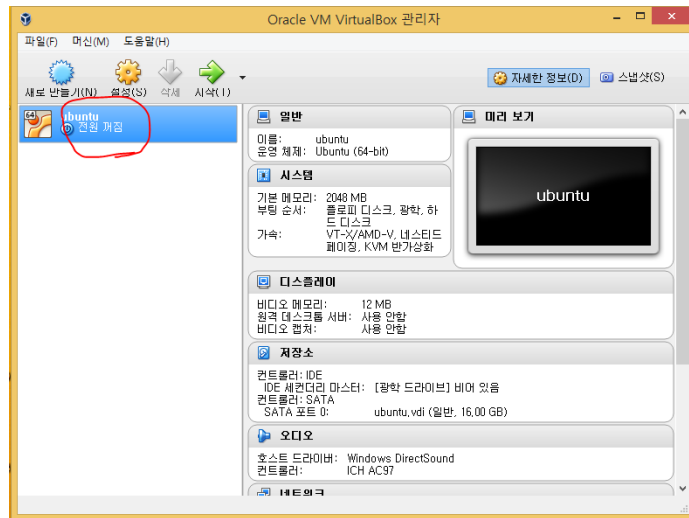 Oracle VM VirtualBox 관리자
파일(F) 머신(M) 도움말(H)
새로 만들기(N) 설정(S) 삭제 시작(T)
자세한 정보(D) 스냅샷(S)
64 ubuntu
전원 꺼짐
일반
이름: ubuntu
운영 체제: Ubuntu (64-bit)
시스템
기본 메모리: 2048 MB
부팅 순서: 플로피 디스크, 광학, 하
드 디스크
가속: VT-X/AMD-V, 네스티드
페이징, KVM 반가상화
미리 보기
ubuntu
디스플레이
비디오 메모리: 12 MB
원격 데스크톱 서버: 사용 안함
비디오 캡처: 사용 안함
저장소
컨트롤러: IDE
IDE 세컨더리 마스터: [광학 드라이브] 비어 있음
컨트롤러: SATA
SATA 포트 0: ubuntu.vdi (일반, 16,00 GB)
오디오
호스트 드라이버: Windows DirectSound
컨트롤러: ICH AC97
네트워크